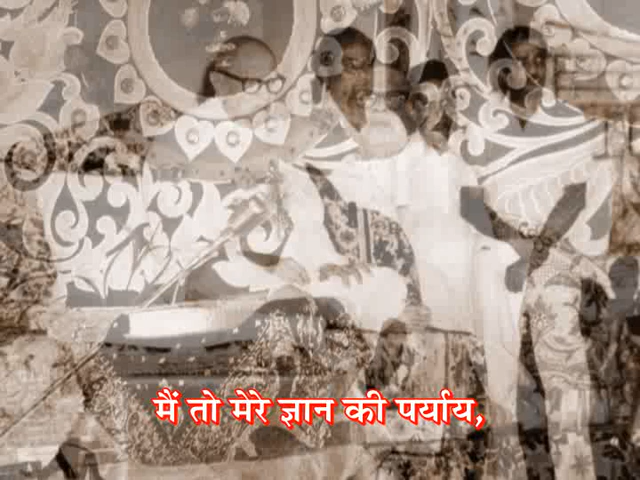 मैं तो मेरे ज्ञान की पर्याय,